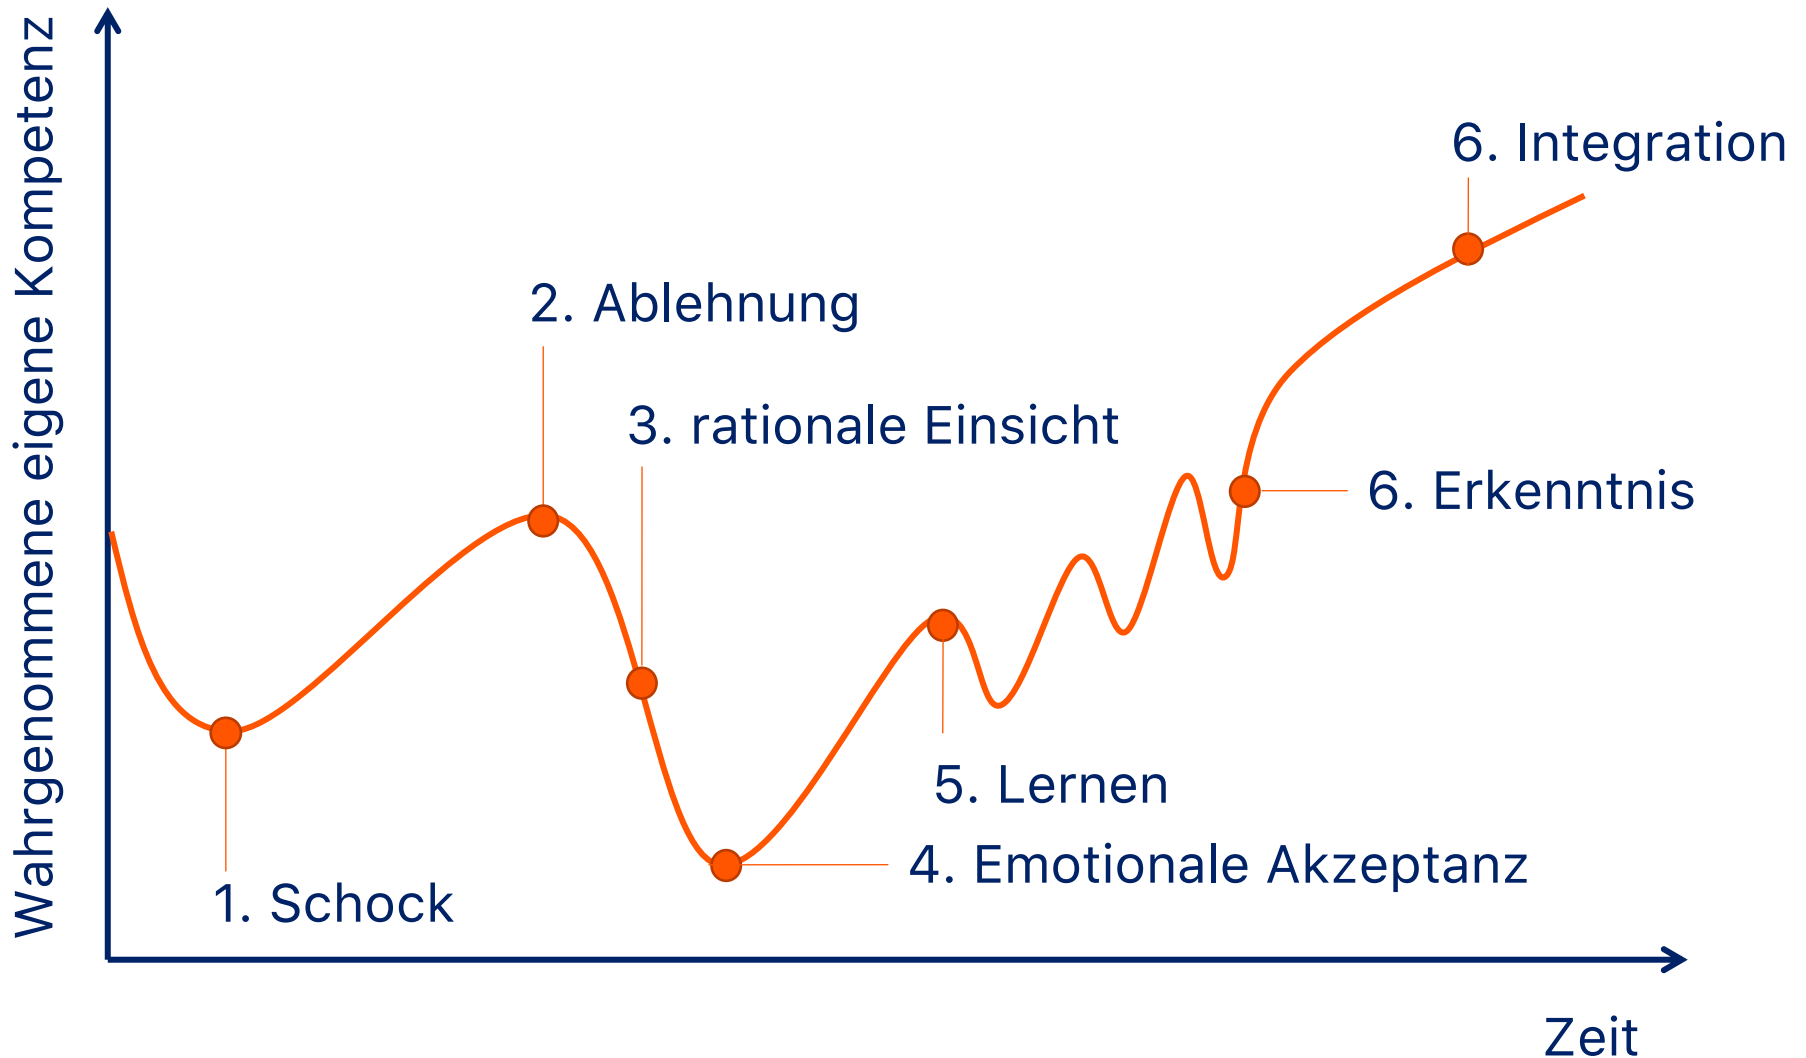 Wahrgenommene eigene Kompetenz
6. Integration
2. Ablehnung
3. rationale Einsicht
6. Erkenntnis
5. Lernen
4. Emotionale Akzeptanz
1. Schock
Zeit